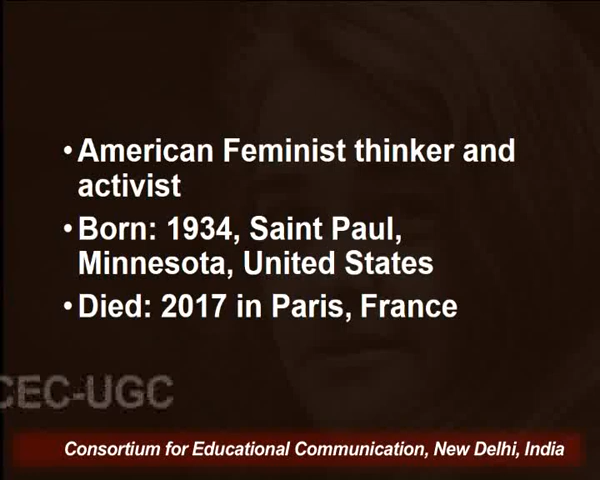 • American Feminist thinker and
activist
• Born: 1934, Saint Paul,
Minnesota, United States
• Died: 2017 in Paris, France
CEC-UGC
Consortium for Educational Communication, New Delhi, India